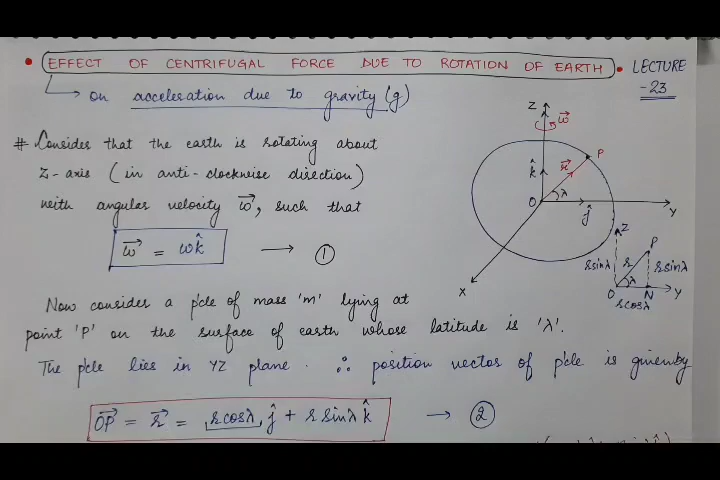 • EFFECT OF CENTRIFUGAL FORCE DUE TO ROTATION OF EARTH •
LECTURE
-23
↳ on acceleration due to gravity (g)
# Consider that the earth is rotating about
Z-axis (in anti-clockwise direction)
with angular velocity ω⃗, such that
ω⃗ = ωk̂ → ①
Z
ω⃗
P
r⃗
k̂
λ
O
ĵ
Y
X
Z
P
r sinλ
r
r sinλ
λ
O
N
Y
r cosλ
Now consider a p'cle of mass 'm' lying at
point 'P' on the surface of earth whose latitude is 'λ'.
The p'cle lies in YZ plane. ∴ position vector of p'cle is given by
OP⃗ = r⃗ = r cosλ ĵ + r sinλ k̂ → ②